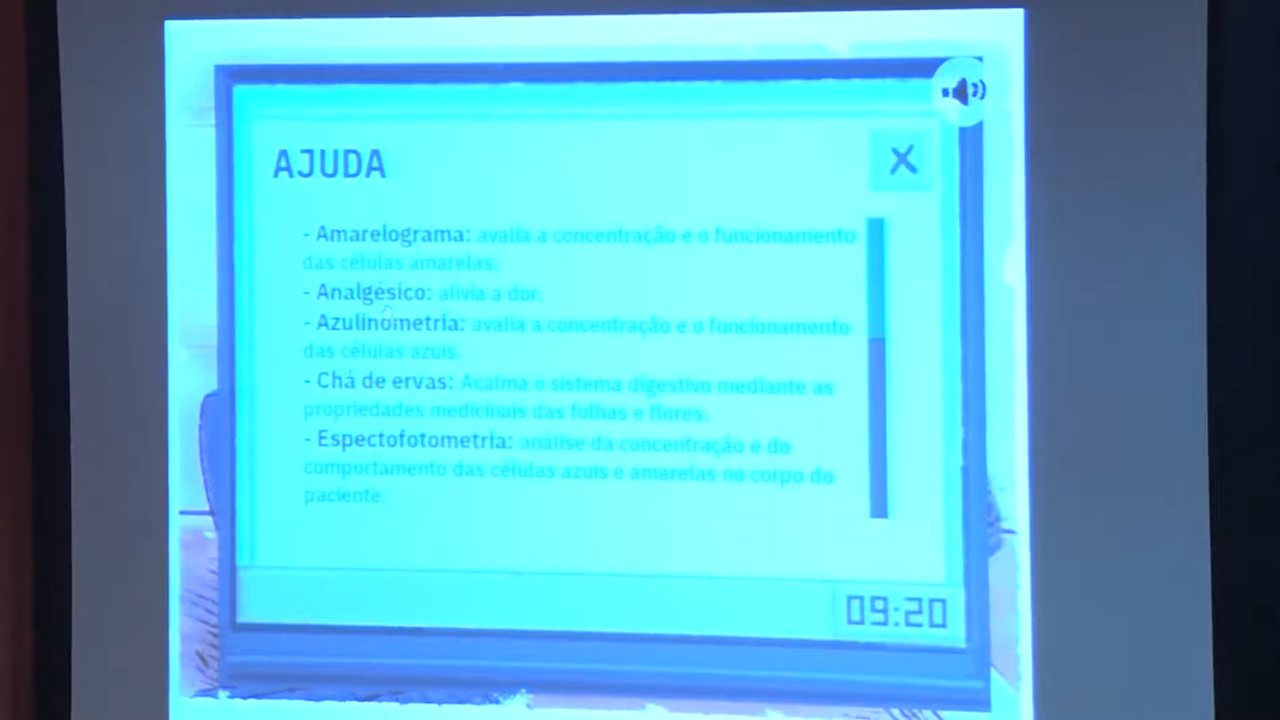 AJUDA
X
- Amarelograma: avalia a concentração e o funcionamento
das células amarelas.
- Analgésico: alivia a dor.
- Azulinometria: avalia a concentração e o funcionamento
das células azuis.
- Chá de ervas: Acalma o sistema digestivo mediante as
propriedades medicinais das folhas e flores.
- Espectofotometria: análise da concentração e do
comportamento das células azuis e amarelas no corpo do
paciente
09:20